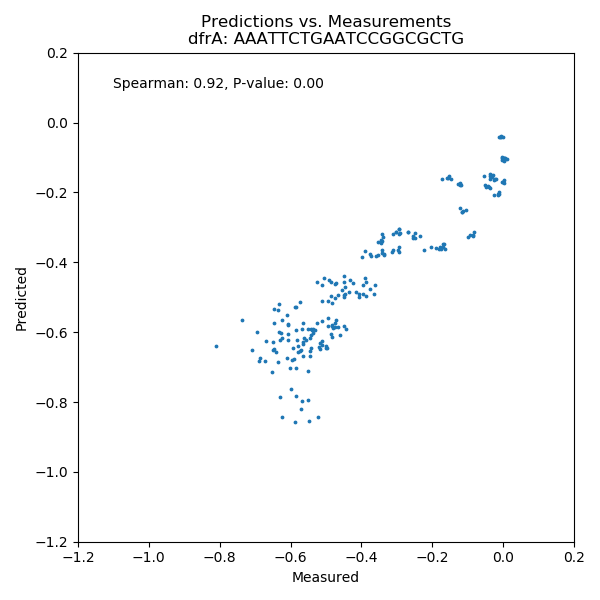 Predictions vs. Measurements
dfrA: AAATTCTGAATCCGGCGCTG
Spearman: 0.92, P-value: 0.00
0.2
0.0
−0.2
−0.4
−0.6
−0.8
−1.0
−1.2
Predicted
−1.2 −1.0 −0.8 −0.6 −0.4 −0.2 0.0 0.2
Measured